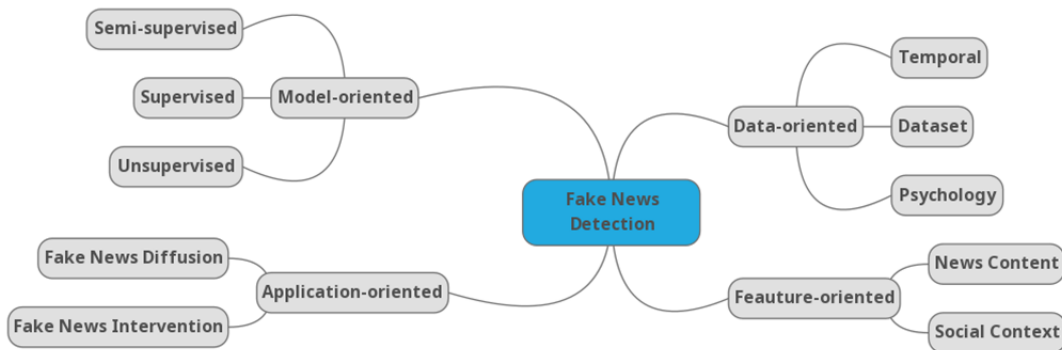 Semi-supervised
Supervised
Unsupervised
Model-oriented
Fake News Diffusion
Fake News Intervention
Application-oriented
Fake News
Detection
Data-oriented
Temporal
Dataset
Psychology
Feauture-oriented
News Content
Social Context